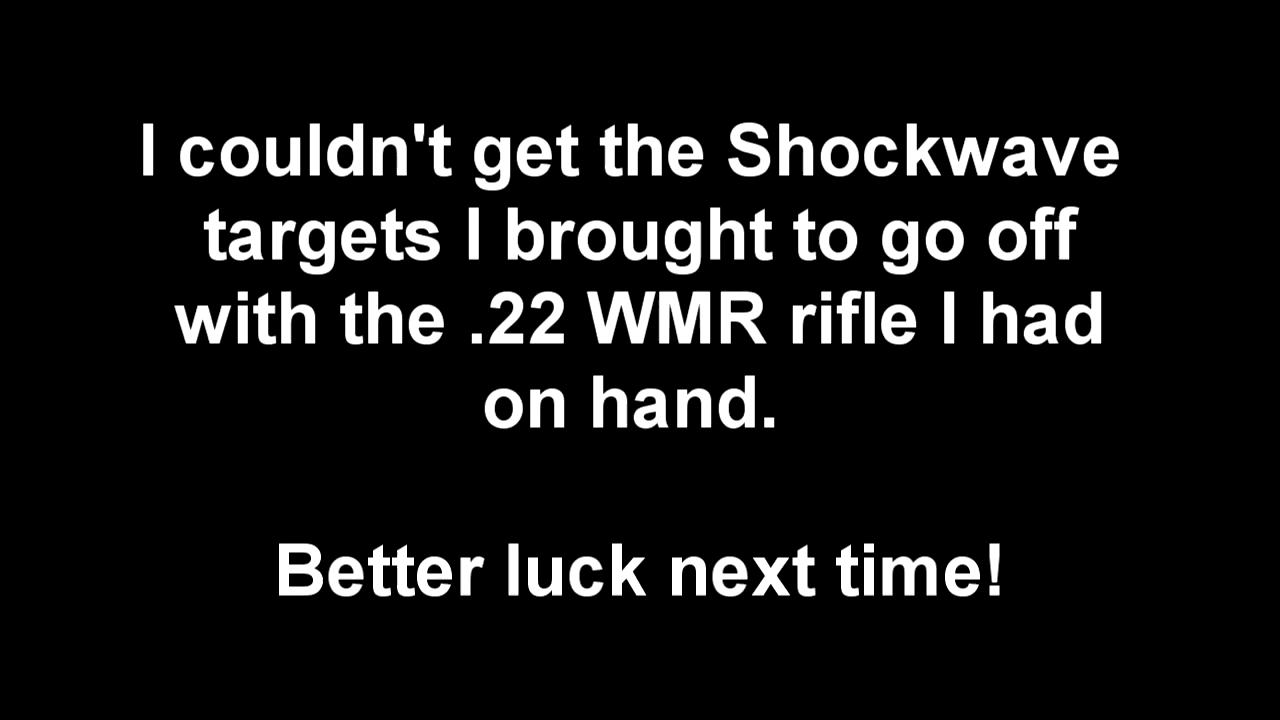 I couldn't get the Shockwave
targets I brought to go off
with the .22 WMR rifle I had
on hand.
Better luck next time!